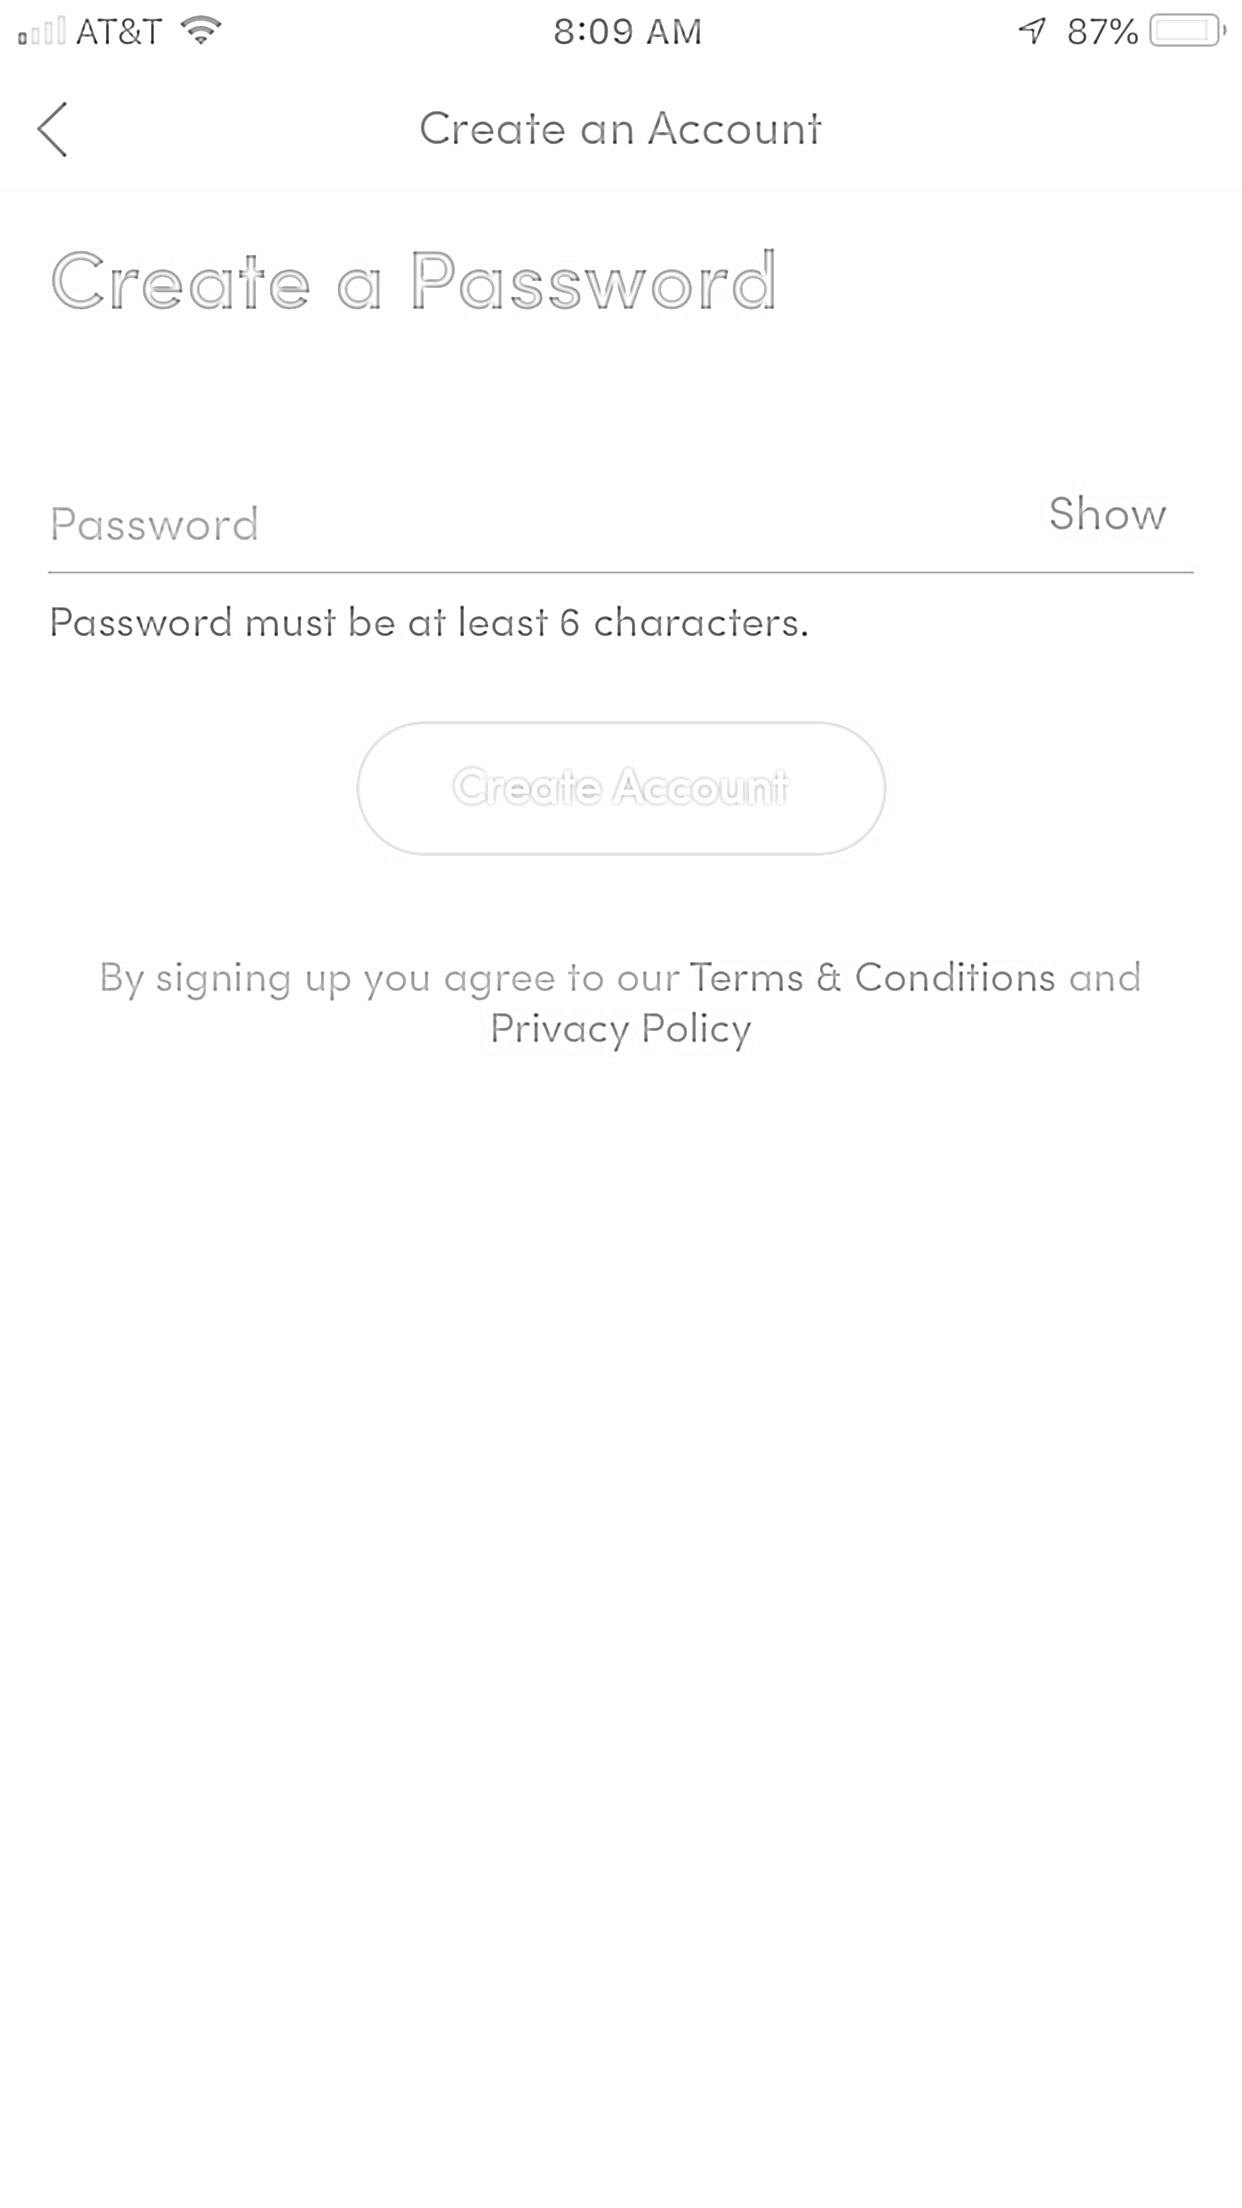 AT&T 8:09 AM 87%
Create an Account
Create a Password
Password Show
Password must be at least 6 characters.
Create Account
By signing up you agree to our Terms & Conditions and
Privacy Policy